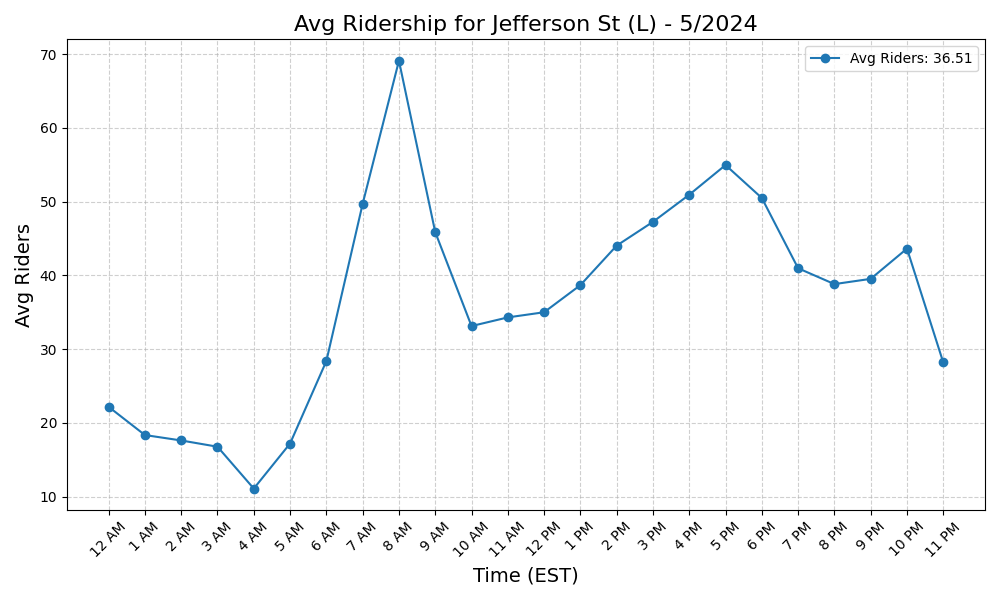 Avg Ridership for Jefferson St (L) - 5/2024
Avg Riders: 36.51
Avg Riders
70
60
50
40
30
20
10
12 AM
1 AM
2 AM
3 AM
4 AM
5 AM
6 AM
7 AM
8 AM
9 AM
10 AM
11 AM
12 PM
1 PM
2 PM
3 PM
4 PM
5 PM
6 PM
7 PM
8 PM
9 PM
10 PM
11 PM
Time (EST)